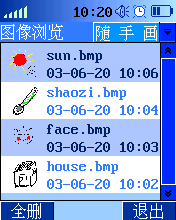 10:20
图像浏览 随手画
sun.bmp
03-06-20 10:06
shaozi.bmp
03-06-20 10:04
face.bmp
03-06-20 10:03
house.bmp
03-06-20 10:02
全删 退出